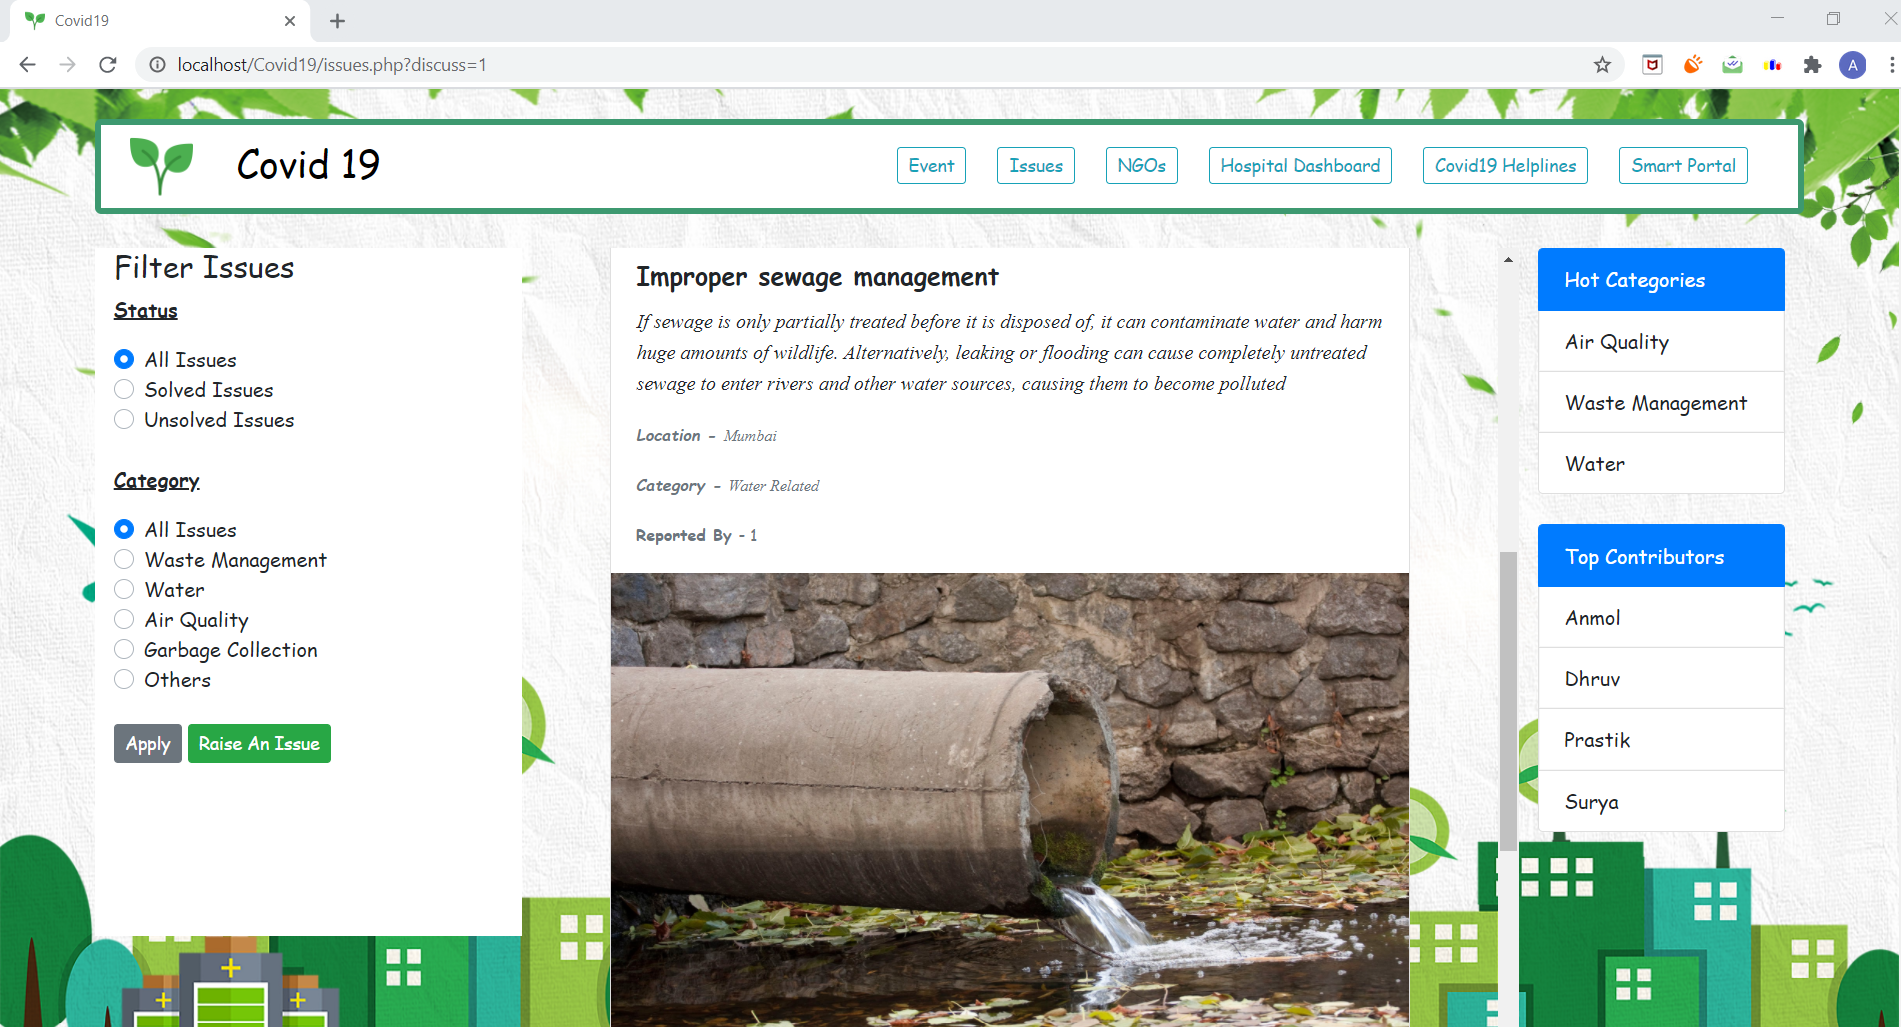 Covid19
localhost/Covid19/issues.php?discuss=1
A
Covid 19
Event
Issues
NGOs
Hospital Dashboard
Covid19 Helplines
Smart Portal
Filter Issues
Status
All Issues
Solved Issues
Unsolved Issues
Category
All Issues
Waste Management
Water
Air Quality
Garbage Collection
Others
Apply
Raise An Issue
Improper sewage management
If sewage is only partially treated before it is disposed of, it can contaminate water and harm
huge amounts of wildlife. Alternatively, leaking or flooding can cause completely untreated
sewage to enter rivers and other water sources, causing them to become polluted
Location - Mumbai
Category - Water Related
Reported By - 1
Hot Categories
Air Quality
Waste Management
Water
Top Contributors
Anmol
Dhruv
Prastik
Surya